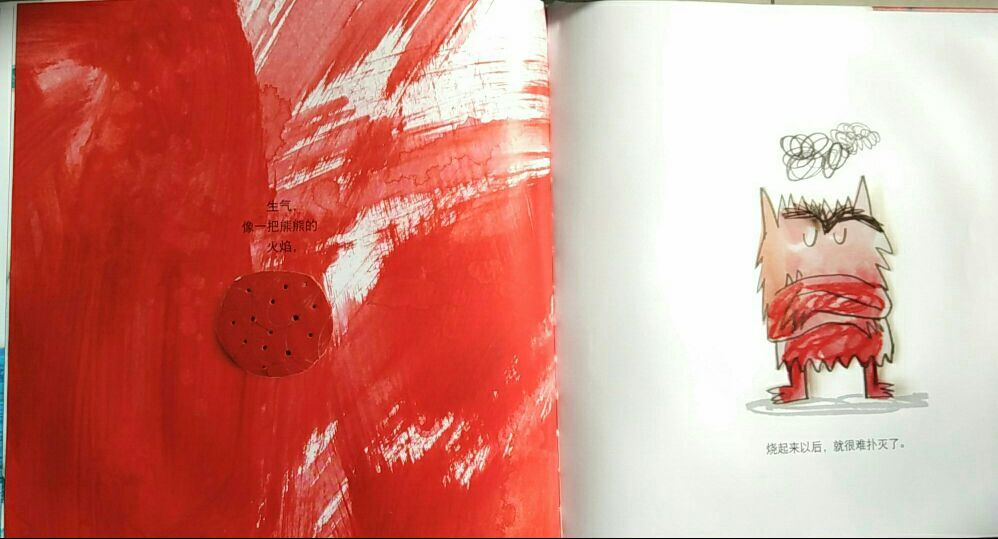 生气，
像一把熊熊的
火焰，
烧起来以后，就很难扑灭了。